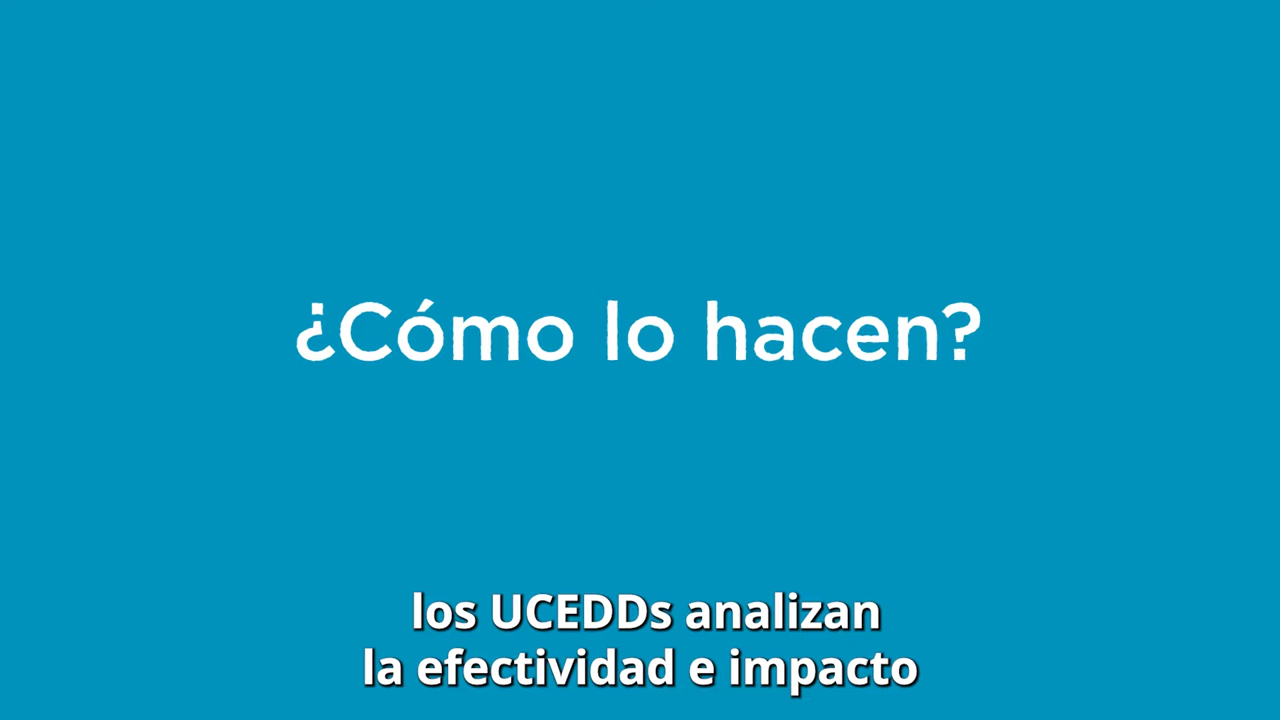 ¿Cómo lo hacen?
los UCEDDs analizan
la efectividad e impacto